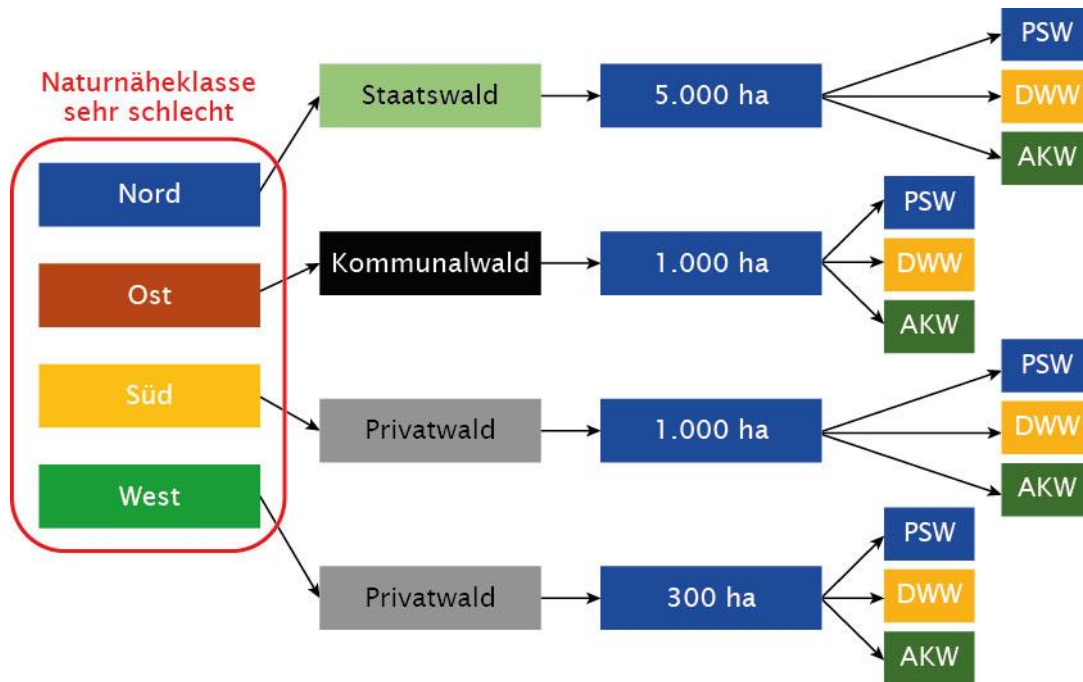 Naturnäheklasse
sehr schlecht
Nord
Ost
Süd
West
Staatswald
5.000 ha
PSW
DWW
AKW
Kommunalwald
1.000 ha
PSW
DWW
AKW
Privatwald
1.000 ha
PSW
DWW
AKW
Privatwald
300 ha
PSW
DWW
AKW